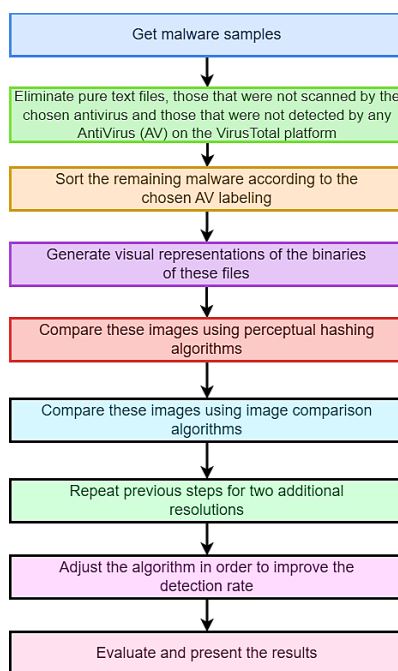 Get malware samples
Eliminate pure text files, those that were not scanned by the
chosen antivirus and those that were not detected by any
AntiVirus (AV) on the VirusTotal platform
Sort the remaining malware according to the
chosen AV labeling
Generate visual representations of the binaries
of these files
Compare these images using perceptual hashing
algorithms
Compare these images using image comparison
algorithms
Repeat previous steps for two additional
resolutions
Adjust the algorithm in order to improve the
detection rate
Evaluate and present the results